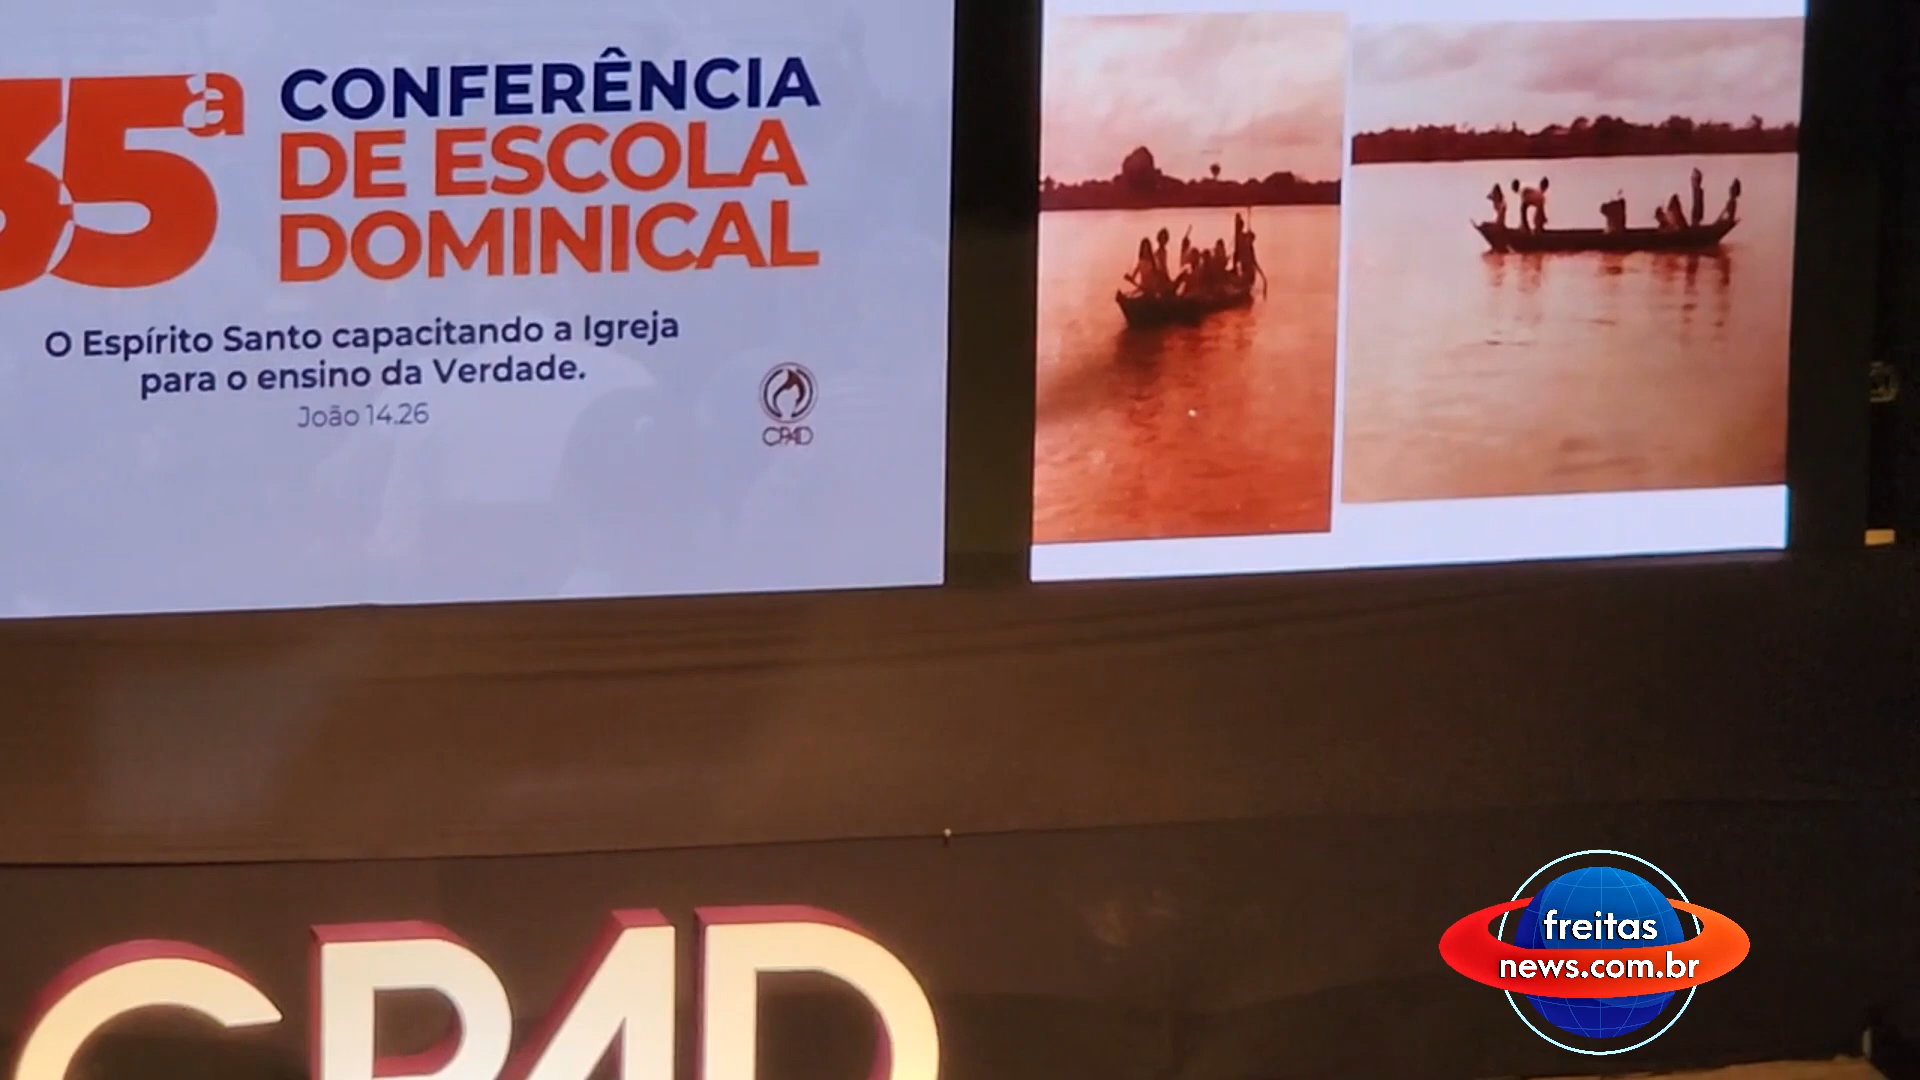 35ª CONFERÊNCIA
DE ESCOLA
DOMINICAL
O Espírito Santo capacitando a Igreja
para o ensino da Verdade.
João 14.26
CPAD
CPAD
freitas
news.com.br